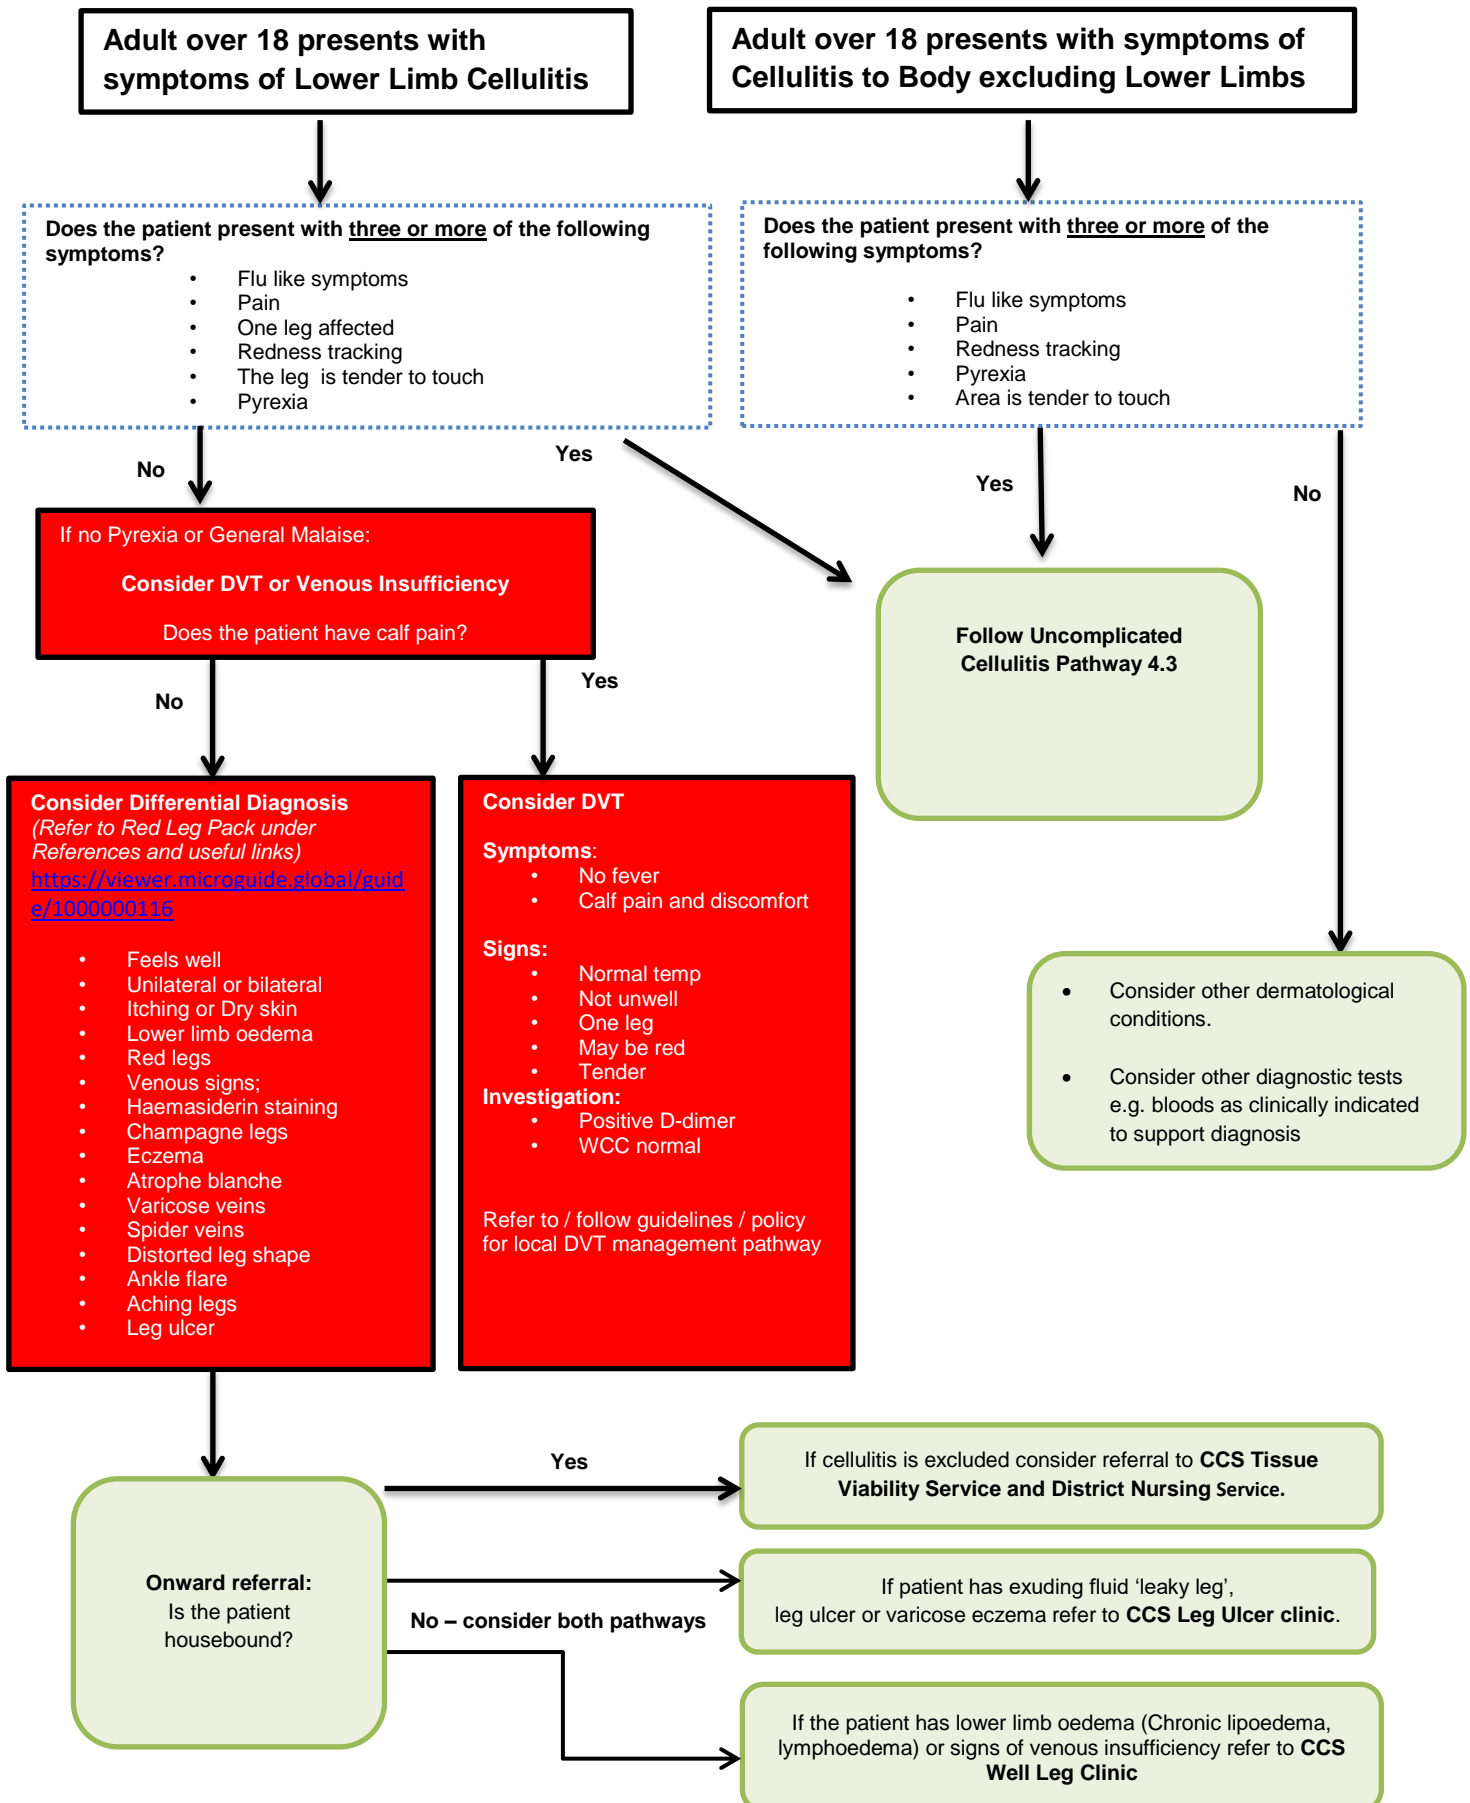 Adult over 18 presents with
symptoms of Lower Limb Cellulitis
Adult over 18 presents with symptoms of
Cellulitis to Body excluding Lower Limbs
Does the patient present with three or more of the following
symptoms?
• Flu like symptoms
• Pain
• One leg affected
• Redness tracking
• The leg is tender to touch
• Pyrexia
Does the patient present with three or more of the
following symptoms?
• Flu like symptoms
• Pain
• Redness tracking
• Pyrexia
• Area is tender to touch
No
Yes
Yes
No
If no Pyrexia or General Malaise:
Consider DVT or Venous Insufficiency
Does the patient have calf pain?
Follow Uncomplicated
Cellulitis Pathway 4.3
No
Yes
Consider Differential Diagnosis
(Refer to Red Leg Pack under
References and useful links)
https://viewer.microguide.global/guid
e/1000000116
• Feels well
• Unilateral or bilateral
• Itching or Dry skin
• Lower limb oedema
• Red legs
• Venous signs;
• Haemasiderin staining
• Champagne legs
• Eczema
• Atrophe blanche
• Varicose veins
• Spider veins
• Distorted leg shape
• Ankle flare
• Aching legs
• Leg ulcer
Consider DVT
Symptoms:
• No fever
• Calf pain and discomfort
Signs:
• Normal temp
• Not unwell
• One leg
• May be red
• Tender
Investigation:
• Positive D-dimer
• WCC normal
Refer to / follow guidelines / policy
for local DVT management pathway
• Consider other dermatological
conditions.
• Consider other diagnostic tests
e.g. bloods as clinically indicated
to support diagnosis
Onward referral:
Is the patient
housebound?
Yes
If cellulitis is excluded consider referral to CCS Tissue
Viability Service and District Nursing Service.
No – consider both pathways
If patient has exuding fluid ‘leaky leg’,
leg ulcer or varicose eczema refer to CCS Leg Ulcer clinic.
If the patient has lower limb oedema (Chronic lipoedema,
lymphoedema) or signs of venous insufficiency refer to CCS
Well Leg Clinic